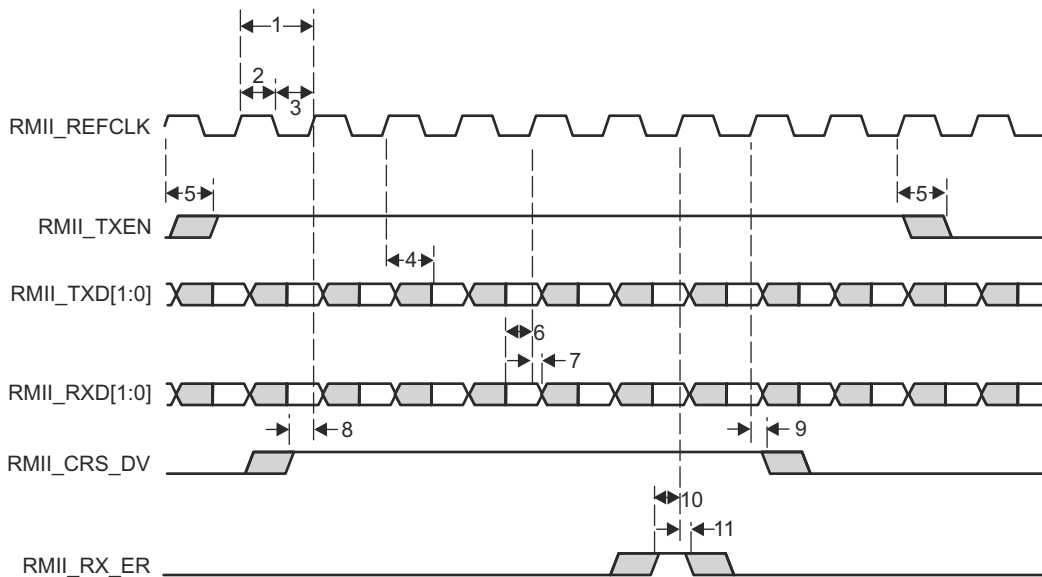 1
2
3
RMII_REFCLK
5
5
RMII_TXEN
4
RMII_TXD[1:0]
6
7
RMII_RXD[1:0]
8
9
RMII_CRS_DV
10
11
RMII_RX_ER